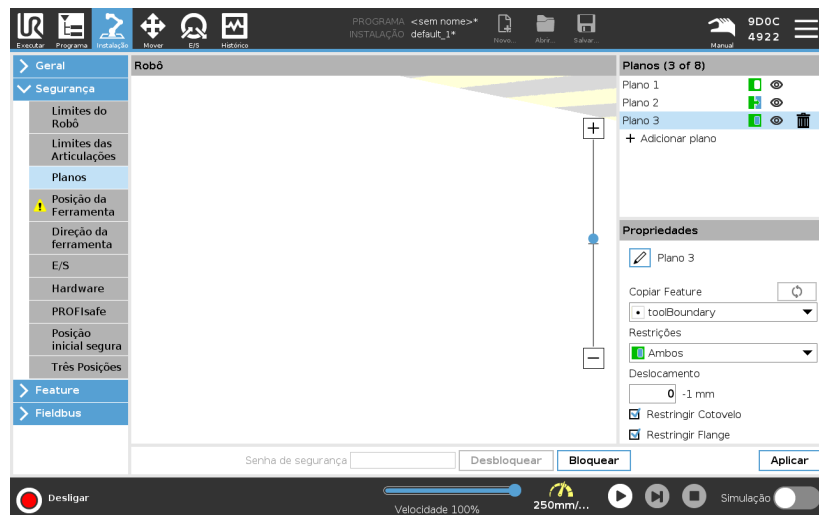 UR
PROGRAMA <sem nome>*
INSTALAÇÃO default_1*
9D0C
4922
Executar Programa Instalação Mover E/S Histórico Novo... Abrir... Salvar... Manual
Geral
Segurança
Limites do
Robô
Limites das
Articulações
Planos
Posição da
Ferramenta
Direção da
ferramenta
E/S
Hardware
PROFIsafe
Posição
inicial segura
Três Posições
Feature
Fieldbus
Robô
Planos (3 of 8)
Plano 1
Plano 2
Plano 3
+ Adicionar plano
Propriedades
Plano 3
Copiar Feature
toolBoundary
Restrições
Ambos
Deslocamento
0 -1 mm
Restringir Cotovelo
Restringir Flange
Senha de segurança Desbloquear Bloquear Aplicar
Desligar
Velocidade 100%
250mm/...
Simulação